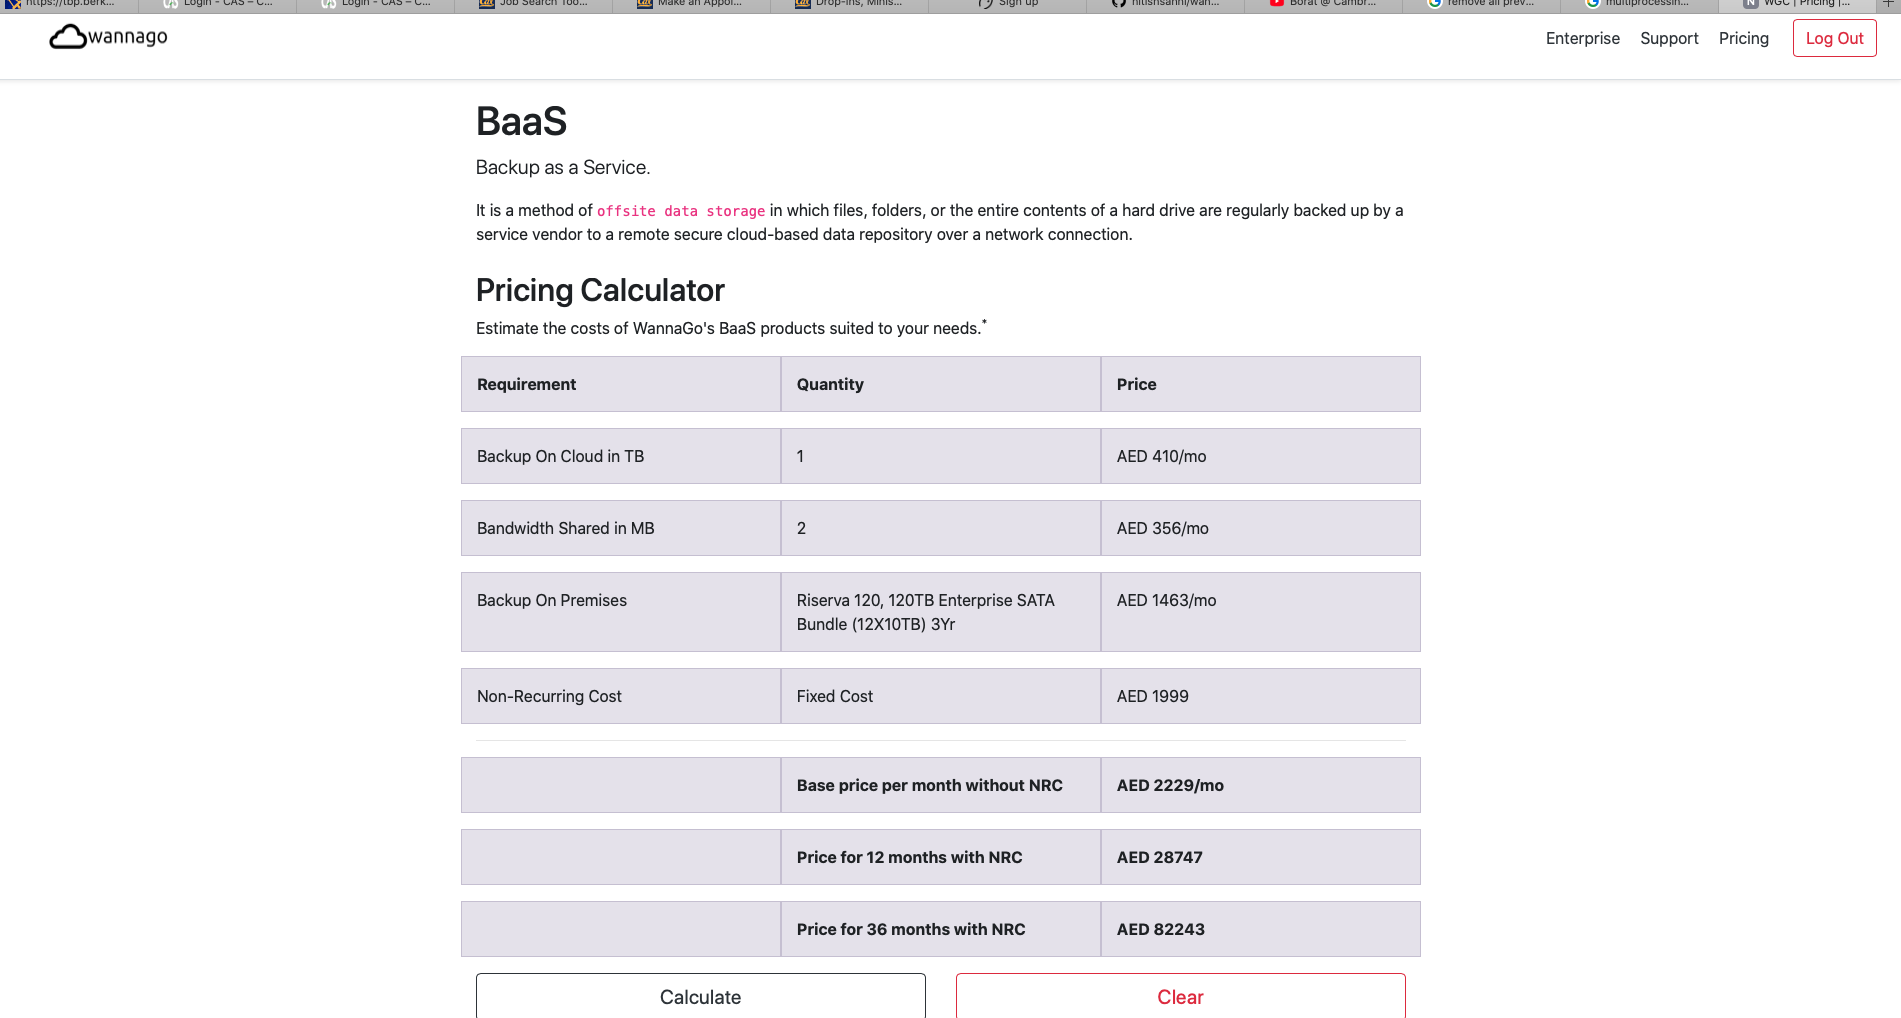 https://tbp.berk...
Login - CAS – C...
Login - CAS – C...
Job Search Too...
Make an Appoi...
Drop-ins, Minis...
Sign up
nitishsanni/wan...
Borat @ Cambr...
remove all prev...
multiprocessin...
WGC | Pricing |...
wannago
Enterprise
Support
Pricing
Log Out
BaaS
Backup as a Service.
It is a method of offsite data storage in which files, folders, or the entire contents of a hard drive are regularly backed up by a
service vendor to a remote secure cloud-based data repository over a network connection.
Pricing Calculator
Estimate the costs of WannaGo's BaaS products suited to your needs.*
Requirement Quantity Price
Backup On Cloud in TB 1 AED 410/mo
Bandwidth Shared in MB 2 AED 356/mo
Backup On Premises Riserva 120, 120TB Enterprise SATA AED 1463/mo
Bundle (12X10TB) 3Yr
Non-Recurring Cost Fixed Cost AED 1999
Base price per month without NRC AED 2229/mo
Price for 12 months with NRC AED 28747
Price for 36 months with NRC AED 82243
Calculate Clear